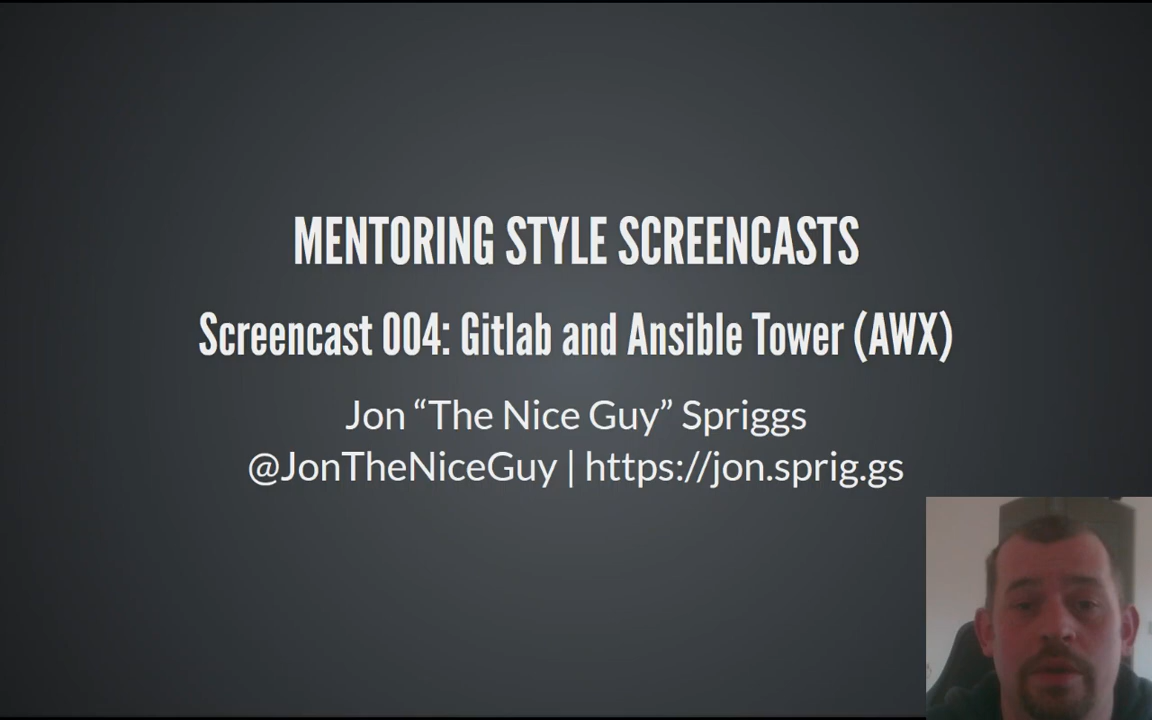 MENTORING STYLE SCREENCASTS
Screencast 004: Gitlab and Ansible Tower (AWX)
Jon “The Nice Guy” Spriggs
@JonTheNiceGuy | https://jon.sprig.gs